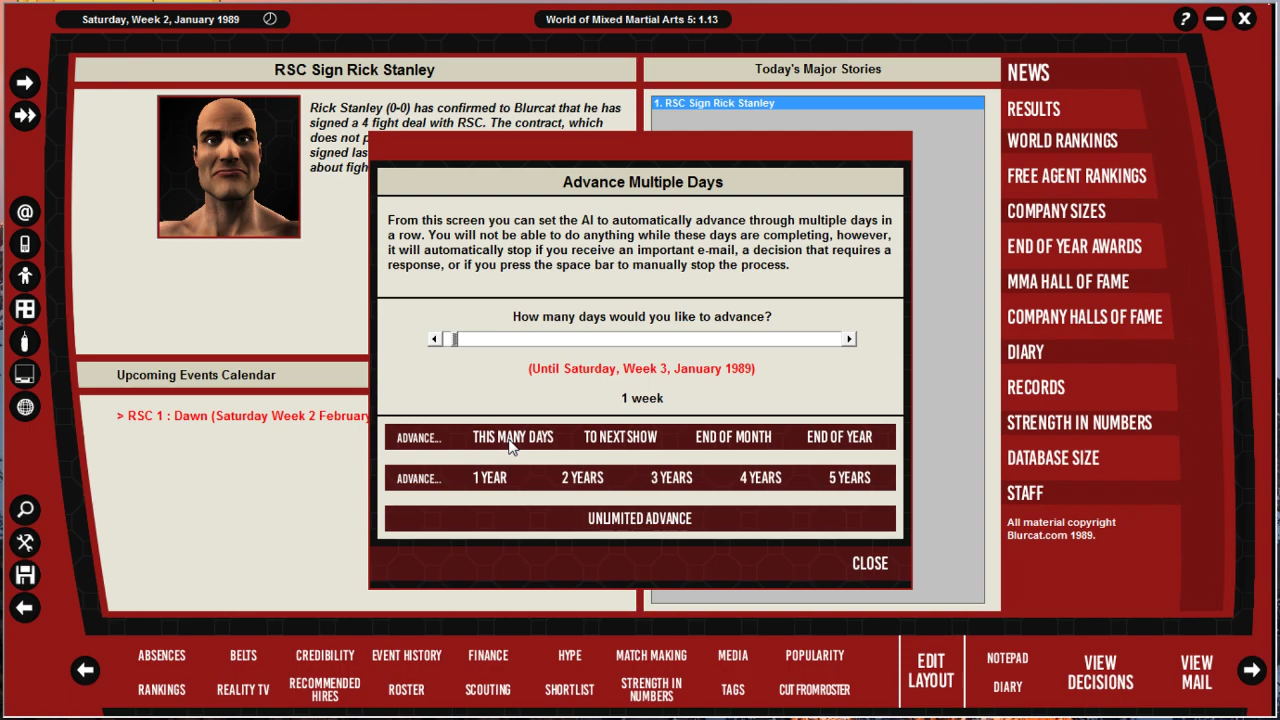 Saturday, Week 2, January 1989
World of Mixed Martial Arts 5: 1.13
?
X
RSC Sign Rick Stanley
Today's Major Stories
Rick Stanley (0-0) has confirmed to Blurcat that he has
signed a 4 fight deal with RSC. The contract, which
does not
signed las
about figh
1. RSC Sign Rick Stanley
Advance Multiple Days
From this screen you can set the AI to automatically advance through multiple days in
a row. You will not be able to do anything while these days are completing, however,
it will automatically stop if you receive an important e-mail, a decision that requires a
response, or if you press the space bar to manually stop the process.
How many days would you like to advance?
(Until Saturday, Week 3, January 1989)
1 week
ADVANCE... THIS MANY DAYS TO NEXT SHOW END OF MONTH END OF YEAR
ADVANCE... 1 YEAR 2 YEARS 3 YEARS 4 YEARS 5 YEARS
UNLIMITED ADVANCE
CLOSE
Upcoming Events Calendar
> RSC 1 : Dawn (Saturday Week 2 February
NEWS
RESULTS
WORLD RANKINGS
FREE AGENT RANKINGS
COMPANY SIZES
END OF YEAR AWARDS
MMA HALL OF FAME
COMPANY HALLS OF FAME
DIARY
RECORDS
STRENGTH IN NUMBERS
DATABASE SIZE
STAFF
All material copyright
Blurcat.com 1989.
@
ABSENCES BELTS CREDIBILITY EVENT HISTORY FINANCE HYPE MATCH MAKING MEDIA POPULARITY
RANKINGS REALITY TV RECOMMENDED HIRES ROSTER SCOUTING SHORTLIST STRENGTH IN NUMBERS TAGS CUT FROM ROSTER
EDIT
LAYOUT
NOTEPAD
DIARY
VIEW
DECISIONS
VIEW
MAIL